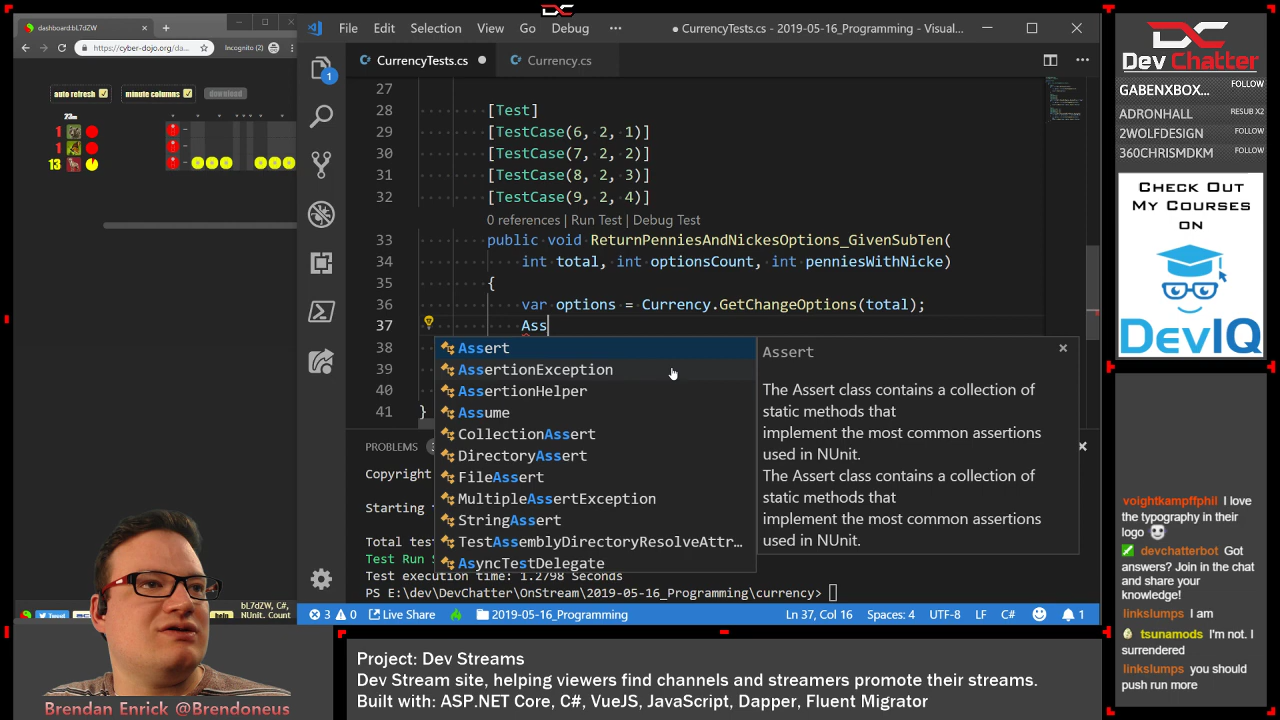 dashboard:bL7dZW
https://cyber-dojo.org/da...
Incognito (2)
auto refresh
minute columns
download
23m
1
1
13
bL7dZW, C#,
NUnit, Count
Tweet
help
File Edit Selection View Go Debug ...
● CurrencyTests.cs - 2019-05-16_Programming - Visual...
CurrencyTests.cs
Currency.cs
27
28 [Test]
29 [TestCase(6, 2, 1)]
30 [TestCase(7, 2, 2)]
31 [TestCase(8, 2, 3)]
32 [TestCase(9, 2, 4)]
0 references | Run Test | Debug Test
33 public void ReturnPenniesAndNickesOptions_GivenSubTen(
34 int total, int optionsCount, int penniesWithNicke)
35 {
36 var options = Currency.GetChangeOptions(total);
37 Ass
38
39
40
41 }
Assert
AssertionException
AssertionHelper
Assume
CollectionAssert
DirectoryAssert
FileAssert
MultipleAssertException
StringAssert
TestAssemblyDirectoryResolveAttr...
AsyncTestDelegate
Assert
The Assert class contains a collection of
static methods that
implement the most common assertions
used in NUnit.
The Assert class contains a collection of
static methods that
implement the most common assertions
used in NUnit.
PROBLEMS
Copyright
Starting
Total test
Test Run S
Test execution time: 1.2798 Seconds
PS E:\dev\DevChatter\OnStream\2019-05-16_Programming\currency>
1
3 0 Live Share 2019-05-16_Programming Ln 37, Col 16 Spaces: 4 UTF-8 LF C# 1
DC
DC
Dev Chatter
GABENXBOX... FOLLOW
ADRONHALL RESUB X2
2WOLFDESIGN FOLLOW
360CHRISMDKM FOLLOW
CHECK OUT
MY COURSES
ON
DevIQ
voightkampffphil I love
the typography in their
logo
devchatterbot Got
answers? Join in the chat
and share your
knowledge!
linkslumps I am
tsunamods I'm not. I
surrendered
linkslumps you should
push run more
Brendan Enrick @Brendoneus
Project: Dev Streams
Dev Stream site, helping viewers find channels and streamers promote their streams.
Built with: ASP.NET Core, C#, VueJS, JavaScript, Dapper, Fluent Migrator